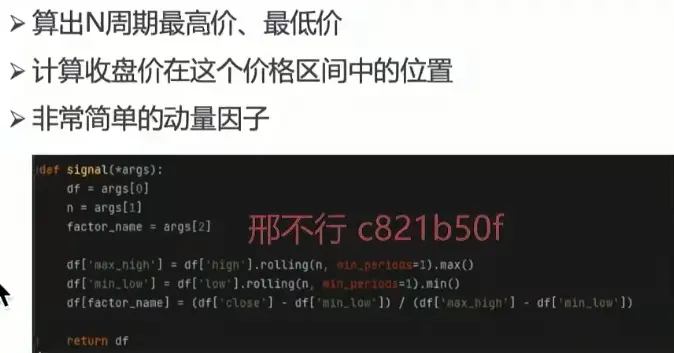 ➢ 算出N周期最高价、最低价
➢ 计算收盘价在这个价格区间中的位置
➢ 非常简单的动量因子
def signal(*args):
    df = args[0]
    n = args[1]
    factor_name = args[2]
邢不行 c821b50f
    df['max_high'] = df['high'].rolling(n, min_periods=1).max()
    df['min_low'] = df['low'].rolling(n, min_periods=1).min()
    df[factor_name] = (df['close'] - df['min_low']) / (df['max_high'] - df['min_low'])
    return df